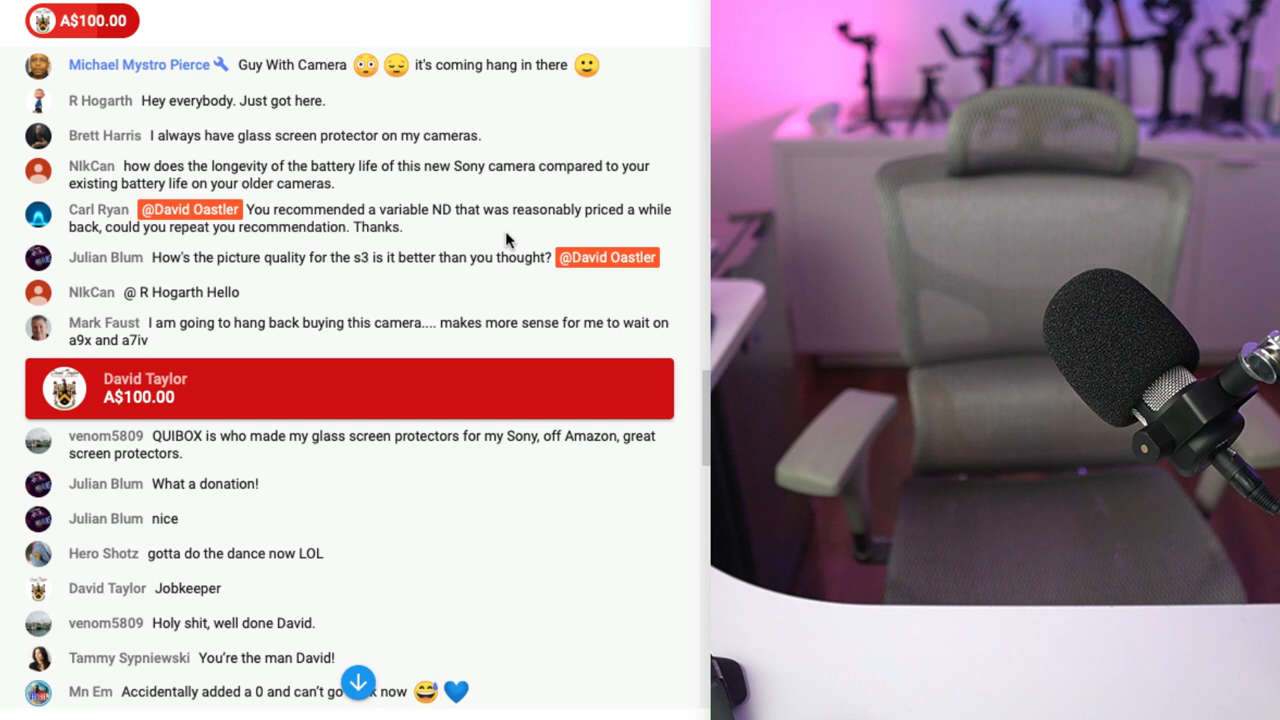 A$100.00
Michael Mystro Pierce Guy With Camera 😳 😔 it's coming hang in there 🙂
R Hogarth Hey everybody. Just got here.
Brett Harris I always have glass screen protector on my cameras.
NIkCan how does the longevity of the battery life of this new Sony camera compared to your
existing battery life on your older cameras.
Carl Ryan @David Oastler You recommended a variable ND that was reasonably priced a while
back, could you repeat you recommendation. Thanks.
Julian Blum How's the picture quality for the s3 is it better than you thought? @David Oastler
NIkCan @ R Hogarth Hello
Mark Faust I am going to hang back buying this camera.... makes more sense for me to wait on
a9x and a7iv
David Taylor
A$100.00
venom5809 QUIBOX is who made my glass screen protectors for my Sony, off Amazon, great
screen protectors.
Julian Blum What a donation!
Julian Blum nice
Hero Shotz gotta do the dance now LOL
David Taylor Jobkeeper
venom5809 Holy shit, well done David.
Tammy Sypniewski You're the man David!
Mn Em Accidentally added a 0 and can't go now 😅 💙